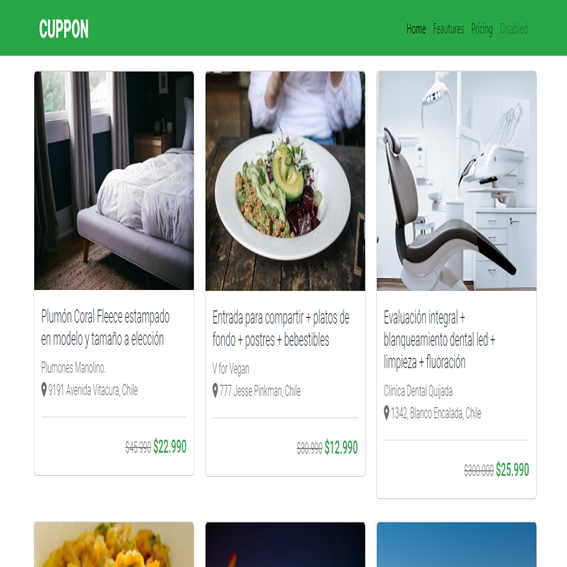 CUPPON
Home Feautures Pricing Disabled
Plumón Coral Fleece estampado
en modelo y tamaño a elección
Plumones Manolino.
9191 Avenida Vitacura, Chile
$45.990 $22.990
Entrada para compartir + platos de
fondo + postres + bebestibles
V for Vegan
777 Jesse Pinkman, Chile
$30.990 $12.990
Evaluación integral +
blanqueamiento dental led +
limpieza + fluoración
Clínica Dental Quijada
1342, Blanco Encalada, Chile
$300.000 $25.990